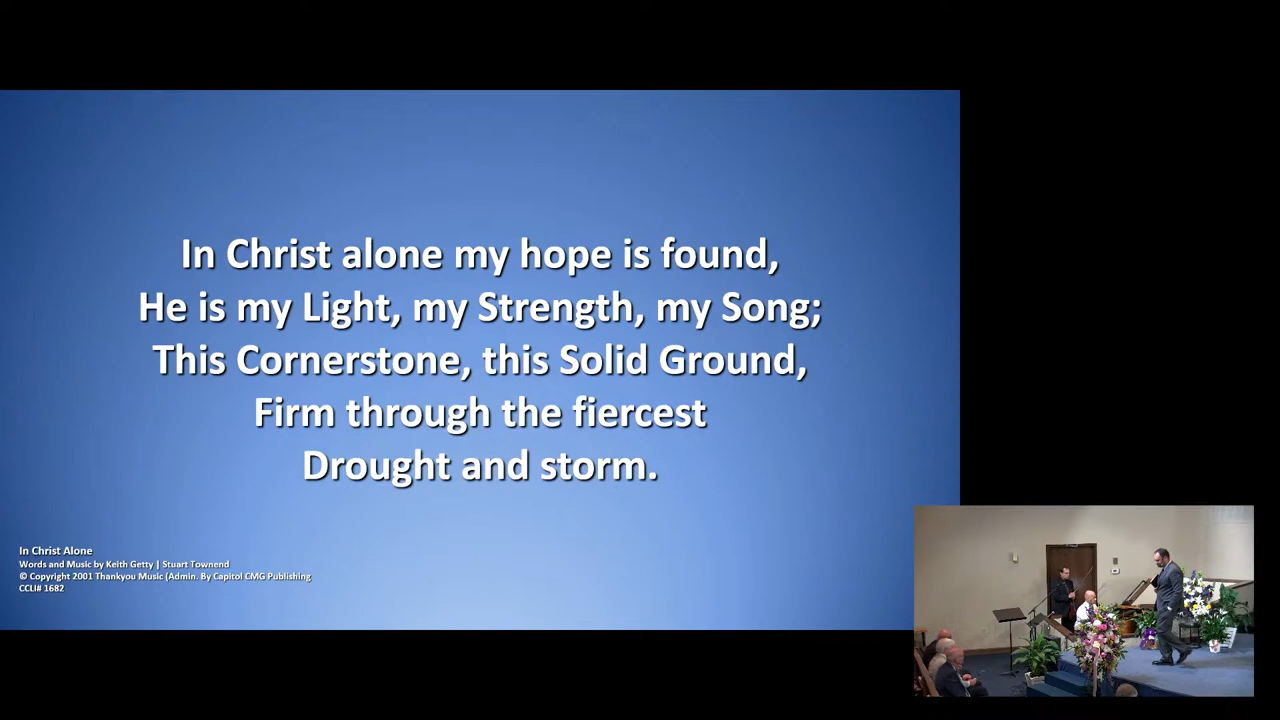 In Christ alone my hope is found,
He is my Light, my Strength, my Song;
This Cornerstone, this Solid Ground,
Firm through the fiercest
Drought and storm.
In Christ Alone
Words and Music by Keith Getty | Stuart Townend
© Copyright 2001 Thankyou Music (Admin. By Capitol CMG Publishing
CCLI# 1682